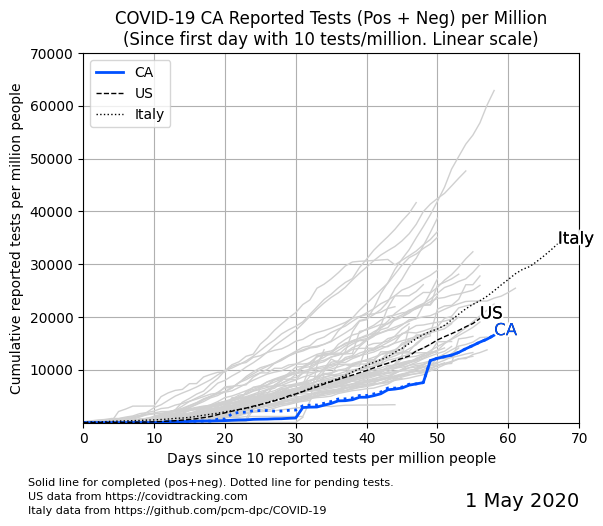 COVID-19 CA Reported Tests (Pos + Neg) per Million
(Since first day with 10 tests/million. Linear scale)
Cumulative reported tests per million people
70000
60000
50000
40000
30000
20000
10000
CA
US
Italy
Italy
US
CA
0 10 20 30 40 50 60 70
Days since 10 reported tests per million people
Solid line for completed (pos+neg). Dotted line for pending tests.
US data from https://covidtracking.com
Italy data from https://github.com/pcm-dpc/COVID-19
1 May 2020